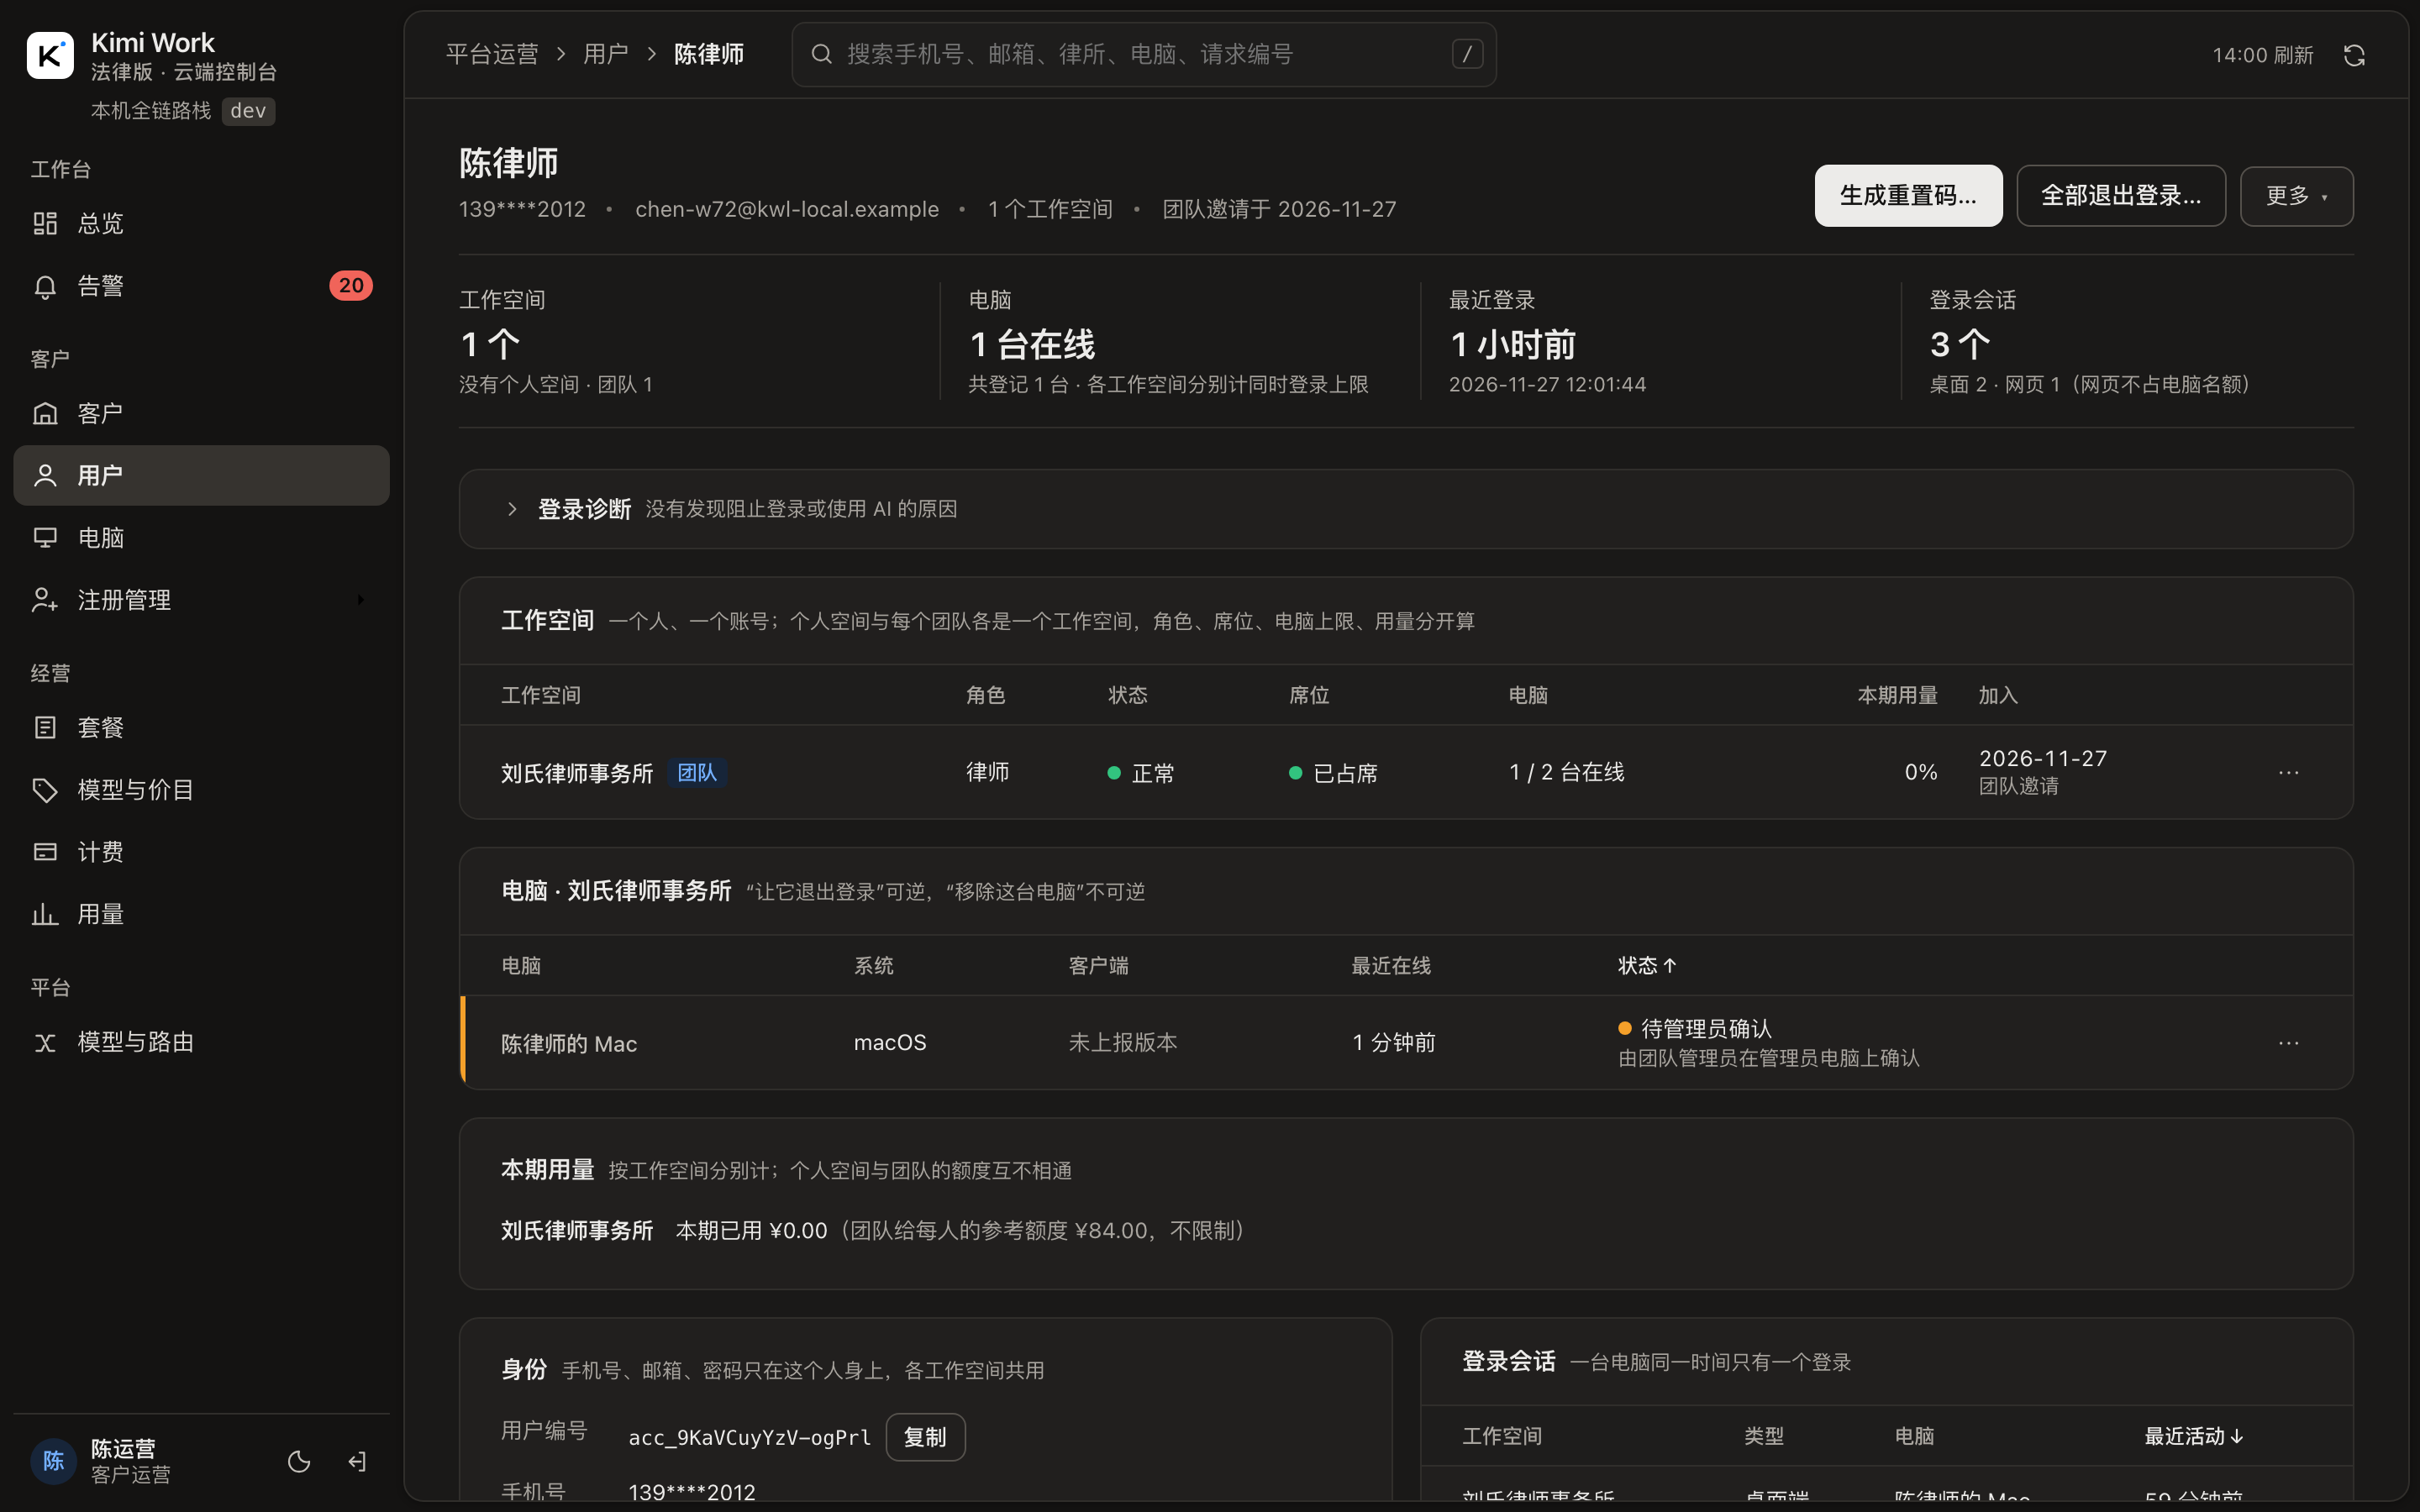 Kimi Work
法律版 · 云端控制台
本机全链路栈 dev
工作台
总览
告警 20
客户
客户
用户
电脑
注册管理
经营
套餐
模型与价目
计费
用量
平台
模型与路由
陈 陈运营
客户运营
平台运营 > 用户 > 陈律师
搜索手机号、邮箱、律所、电脑、请求编号 /
14:00 刷新
陈律师
139****2012 • chen-w72@kwl-local.example • 1 个工作空间 • 团队邀请于 2026-11-27
生成重置码... 全部退出登录... 更多
工作空间
1 个
没有个人空间 · 团队 1
电脑
1 台在线
共登记 1 台 · 各工作空间分别计同时登录上限
最近登录
1 小时前
2026-11-27 12:01:44
登录会话
3 个
桌面 2 · 网页 1（网页不占电脑名额）
登录诊断 没有发现阻止登录或使用 AI 的原因
工作空间 一个人、一个账号；个人空间与每个团队各是一个工作空间，角色、席位、电脑上限、用量分开算
工作空间 角色 状态 席位 电脑 本期用量 加入
刘氏律师事务所 团队 律师 正常 已占席 1 / 2 台在线 0% 2026-11-27
团队邀请 ...
电脑 · 刘氏律师事务所 “让它退出登录”可逆，“移除这台电脑”不可逆
电脑 系统 客户端 最近在线 状态 ↑
陈律师的 Mac macOS 未上报版本 1 分钟前 待管理员确认
由团队管理员在管理员电脑上确认 ...
本期用量 按工作空间分别计；个人空间与团队的额度互不相通
刘氏律师事务所 本期已用 ¥0.00（团队给每人的参考额度 ¥84.00，不限制）
身份 手机号、邮箱、密码只在这个人身上，各工作空间共用
用户编号 acc_9KaVCuyYzV-ogPrl 复制
手机号 139****2012
登录会话 一台电脑同一时间只有一个登录
工作空间 类型 电脑 最近活动 ↓
刘氏律师事务所 桌面端 陈律师的 Mac 59 分钟前